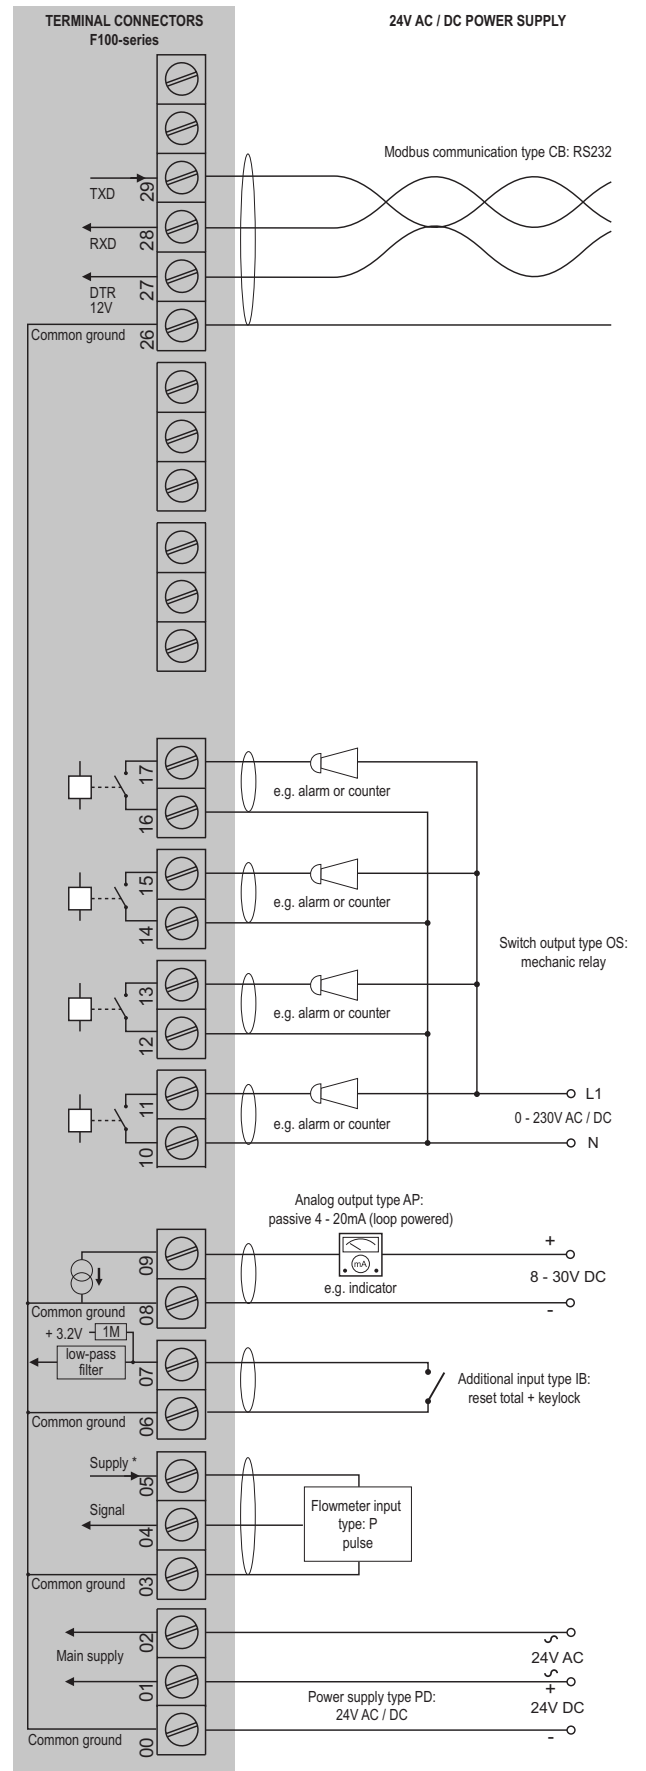 TERMINAL CONNECTORS
F100-series
24V AC / DC POWER SUPPLY
Modbus communication type CB: RS232
TXD
29
RXD
28
DTR
12V
27
Common ground
26
17
e.g. alarm or counter
16
15
e.g. alarm or counter
14
Switch output type OS:
mechanic relay
13
e.g. alarm or counter
12
11
L1
e.g. alarm or counter
0 - 230V AC / DC
10
N
Analog output type AP:
passive 4 - 20mA (loop powered)
09
mA
+
8 - 30V DC
e.g. indicator
-
Common ground
08
+ 3.2V
1M
low-pass
filter
07
Additional input type IB:
reset total + keylock
Common ground
06
Supply *
05
Signal
04
Flowmeter input
type: P
pulse
Common ground
03
02
Main supply
24V AC
01
+
Power supply type PD:
24V AC / DC
24V DC
Common ground
00
-